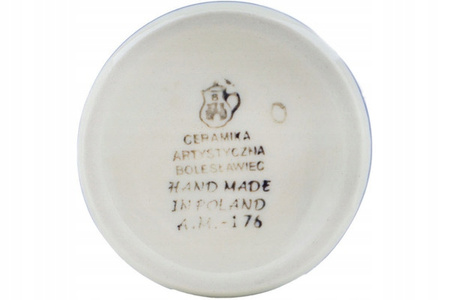 CERAMIKA
ARTYSTYCZNA
BOLESŁAWIEC
HAND MADE
IN POLAND
A.M.-176